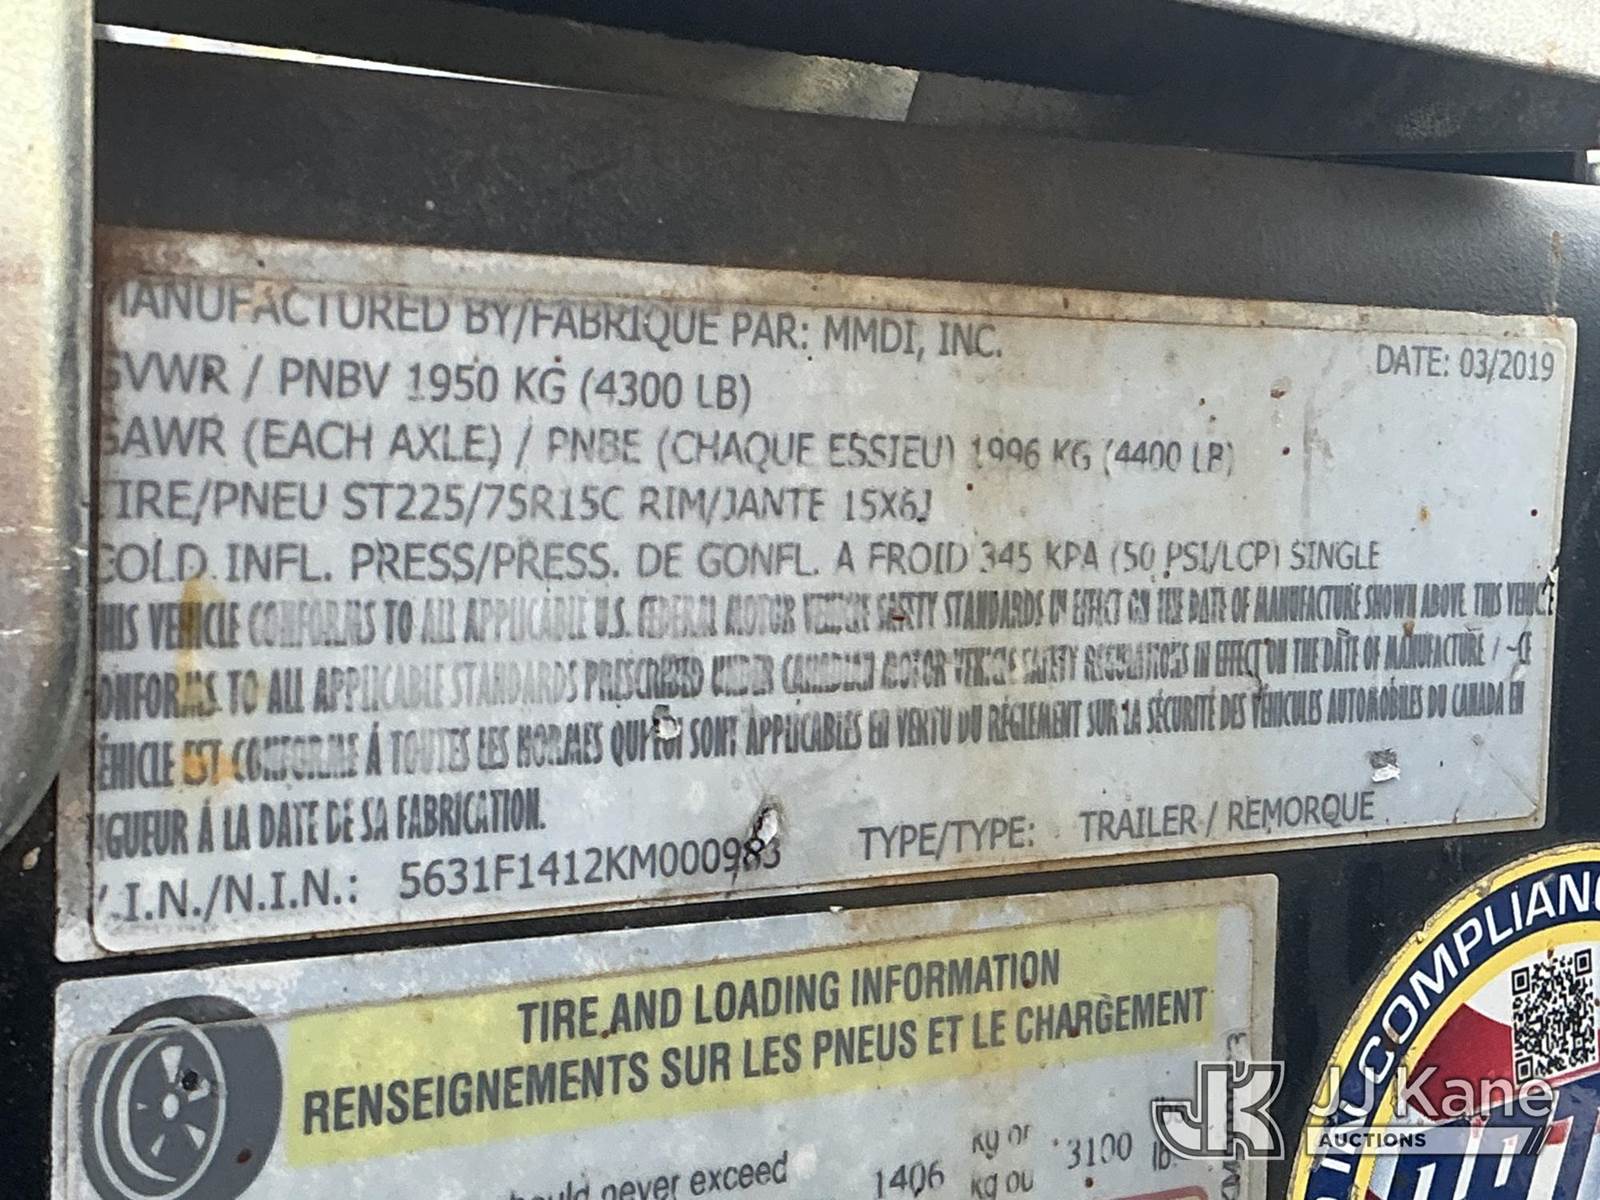 MANUFACTURED BY/FABRIQUE PAR: MMDI, INC.
DATE: 03/2019
GVWR / PNBV 1950 KG (4300 LB)
GAWR (EACH AXLE) / PNBE (CHAQUE ESSIEU) 1996 KG (4400 LB)
TIRE/PNEU ST225/75R15C RIM/JANTE 15X6J
COLD INFL. PRESS/PRESS. DE GONFL. A FROID 345 KPA (50 PSI/LCP) SINGLE
THIS VEHICLE CONFORMS TO ALL APPLICABLE U.S. FEDERAL MOTOR VEHICLE SAFETY STANDARDS IN EFFECT ON THE DATE OF MANUFACTURE SHOWN ABOVE THIS VEHICLE
CONFORMS TO ALL APPLICABLE STANDARDS PRESCRIBED UNDER CANADIAN MOTOR VEHICLE SAFETY REGULATIONS IN EFFECT ON THE DATE OF MANUFACTURE / -CE
VÉHICLE EST CONFORME Á TOUTES LES NORMES QUI LUI SONT APPLICABLES EN VERTU DU RÉGLEMENT SUR LA SÉCURITÉ DES VÉHICULES AUTOMOBILES DU CANADA EN
VIGUEUR Á LA DATE DE SA FABRICATION.
V.I.N./N.I.N.: 5631F1412KM000983 TYPE/TYPE: TRAILER / REMORQUE
TIRE AND LOADING INFORMATION
RENSEIGNEMENTS SUR LES PNEUS ET LE CHARGEMENT
never exceed 1406 kg or 3100 lb
kg ou
IN COMPLIANC
JJ Kane
AUCTIONS